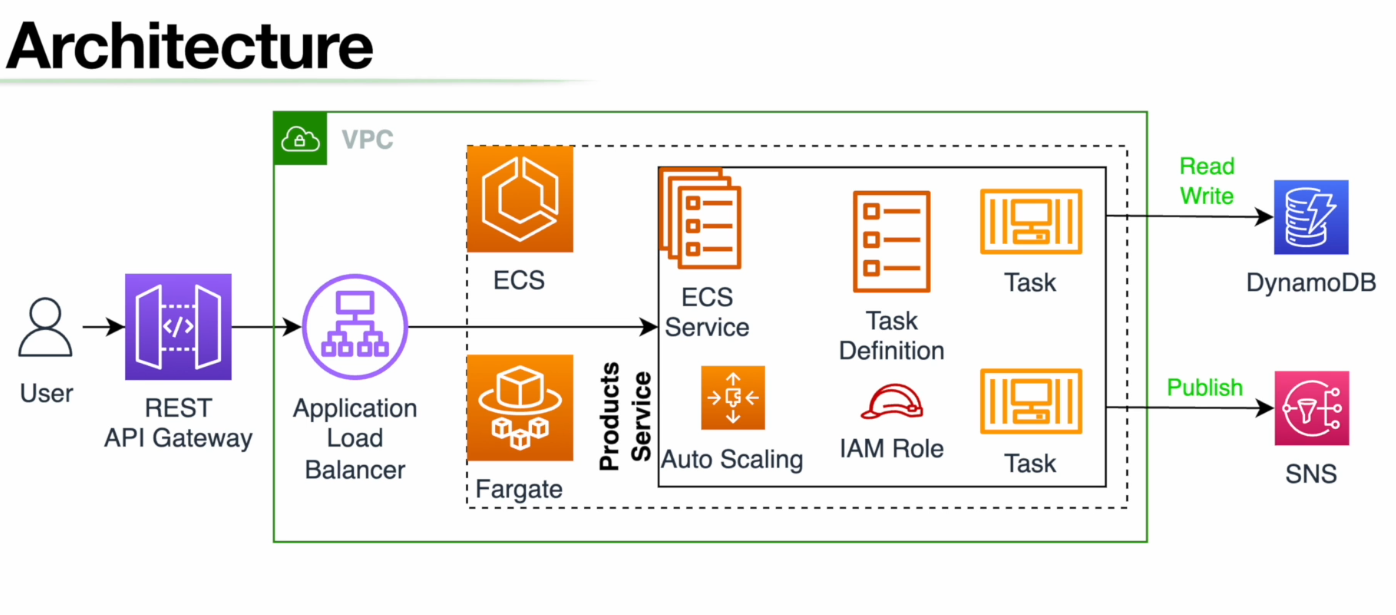 Architecture
VPC
User
REST
API Gateway
Application
Load
Balancer
ECS
Fargate
Products
Service
ECS
Service
Auto Scaling
Task
Definition
IAM Role
Task
Task
Read
Write
DynamoDB
Publish
SNS